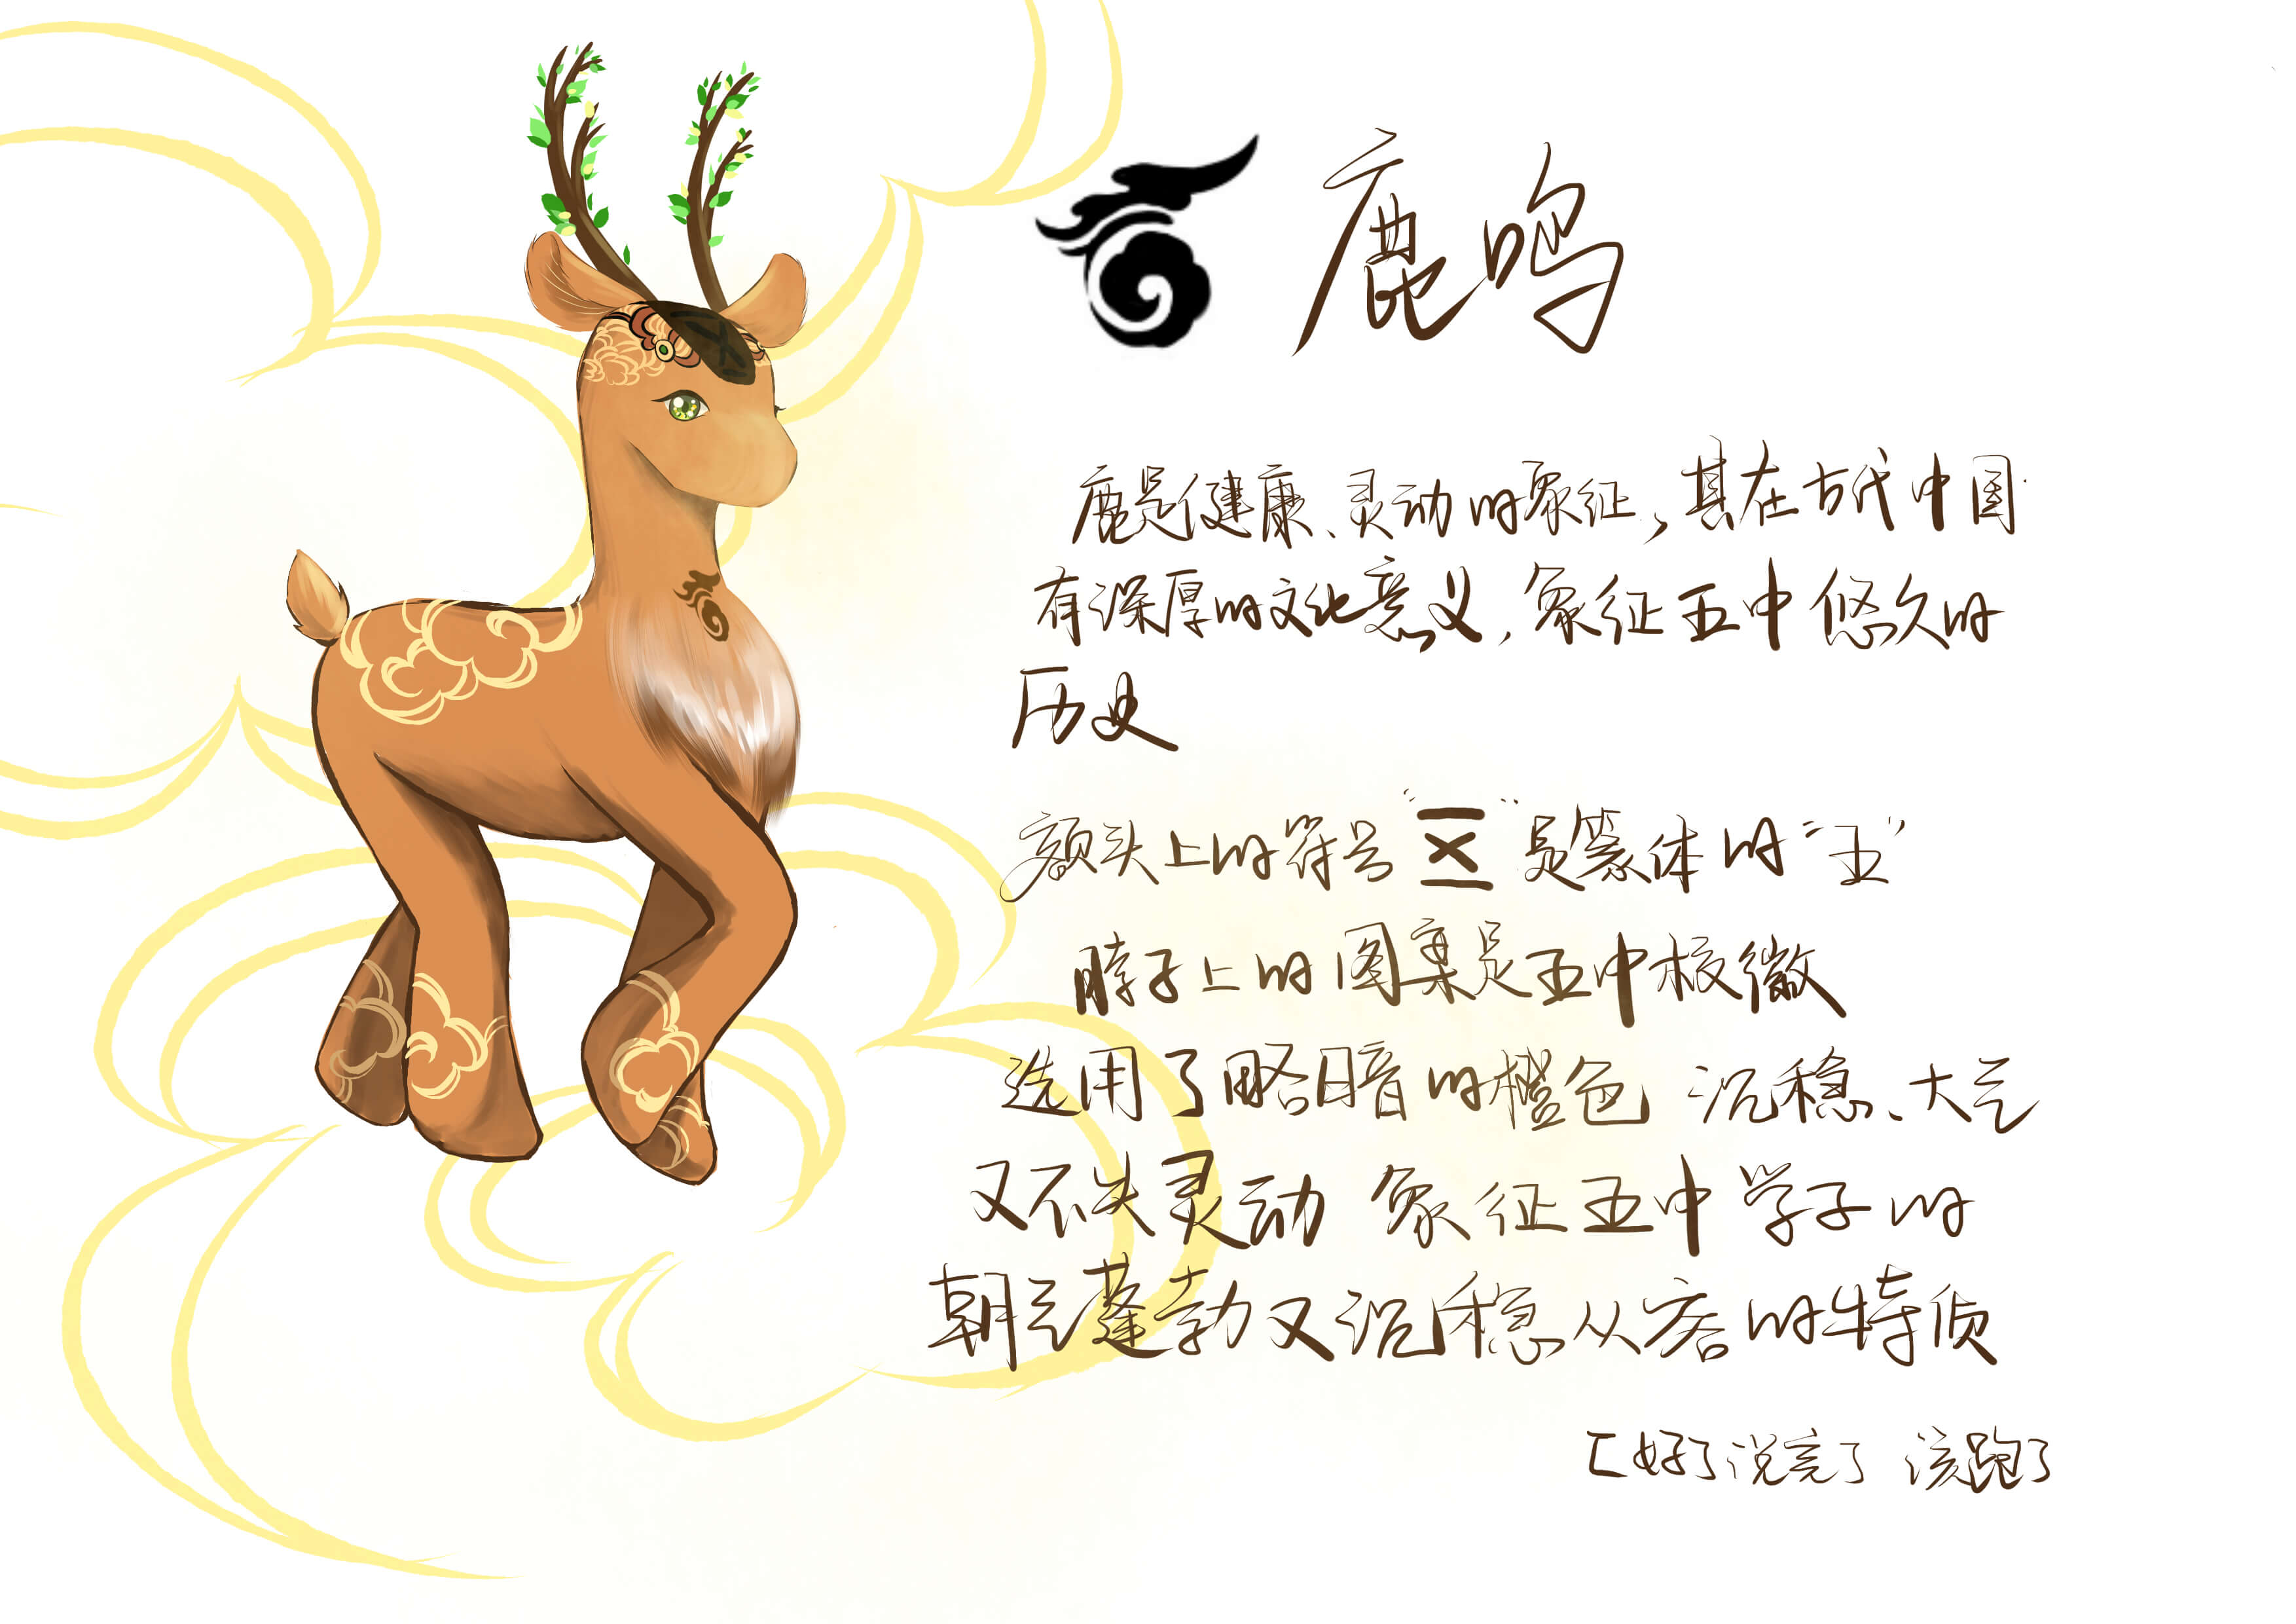 鹿鸣
鹿是健康、灵动的象征，其在古代中国
有深厚的文化意义，象征五中悠久的
历史
额头上的符号“𠄡”是篆体的“五”
脖子上的图案是五中校徽
选用了略暗的橙色 沉稳、大气
又不失灵动 象征五中学子的
朝气蓬勃又沉稳从容的特质
[好了说完了 该跑了